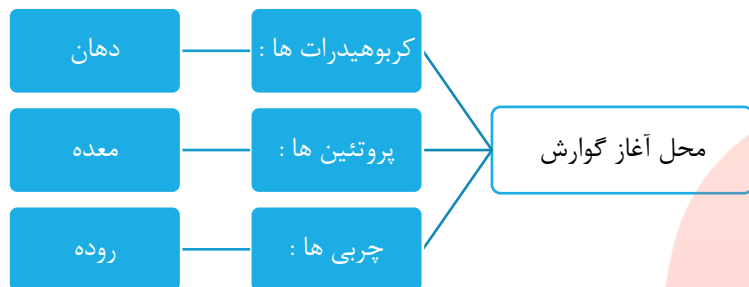 محل آغاز گوارش
کربوهیدرات ها :
دهان
پروتئین ها :
معده
چربی ها :
روده